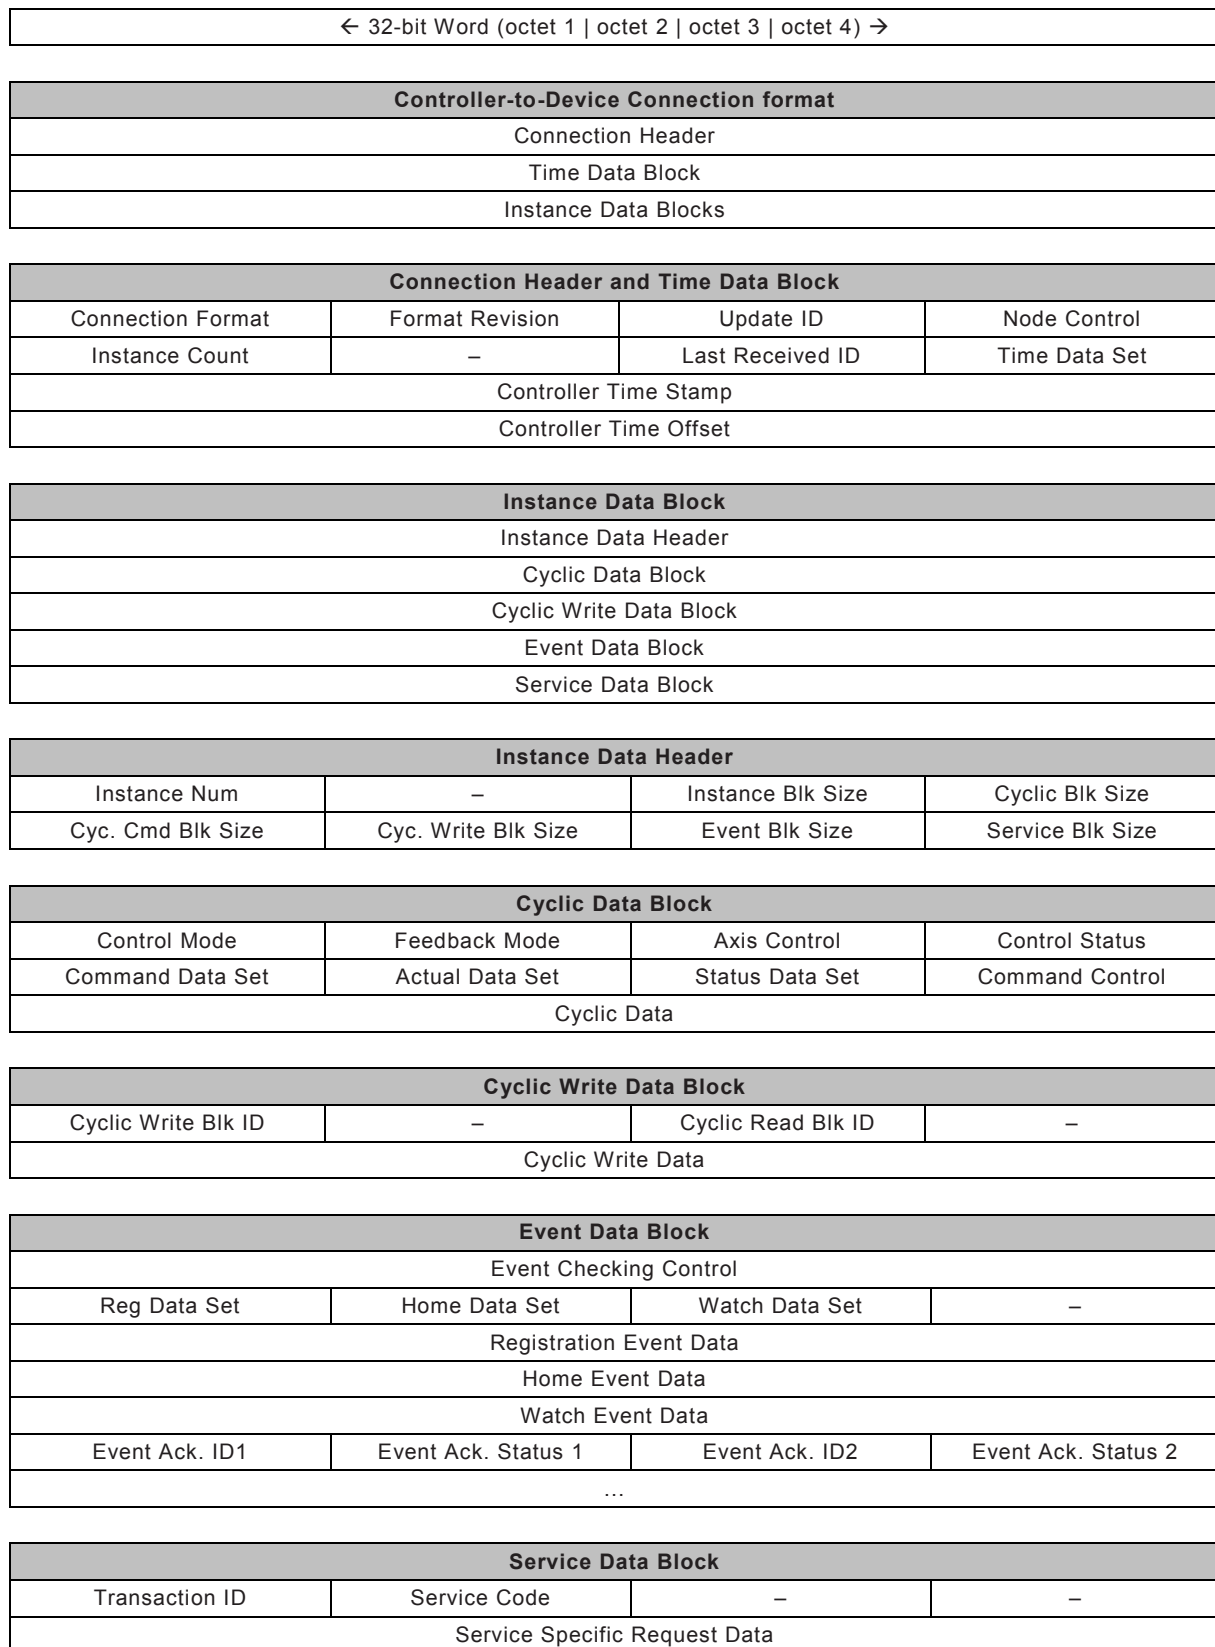 ← 32-bit Word (octet 1 | octet 2 | octet 3 | octet 4) →
Controller-to-Device Connection format
Connection Header
Time Data Block
Instance Data Blocks
Connection Header and Time Data Block
Connection Format Format Revision Update ID Node Control
Instance Count – Last Received ID Time Data Set
Controller Time Stamp
Controller Time Offset
Instance Data Block
Instance Data Header
Cyclic Data Block
Cyclic Write Data Block
Event Data Block
Service Data Block
Instance Data Header
Instance Num – Instance Blk Size Cyclic Blk Size
Cyc. Cmd Blk Size Cyc. Write Blk Size Event Blk Size Service Blk Size
Cyclic Data Block
Control Mode Feedback Mode Axis Control Control Status
Command Data Set Actual Data Set Status Data Set Command Control
Cyclic Data
Cyclic Write Data Block
Cyclic Write Blk ID – Cyclic Read Blk ID –
Cyclic Write Data
Event Data Block
Event Checking Control
Reg Data Set Home Data Set Watch Data Set –
Registration Event Data
Home Event Data
Watch Event Data
Event Ack. ID1 Event Ack. Status 1 Event Ack. ID2 Event Ack. Status 2
…
Service Data Block
Transaction ID Service Code – –
Service Specific Request Data